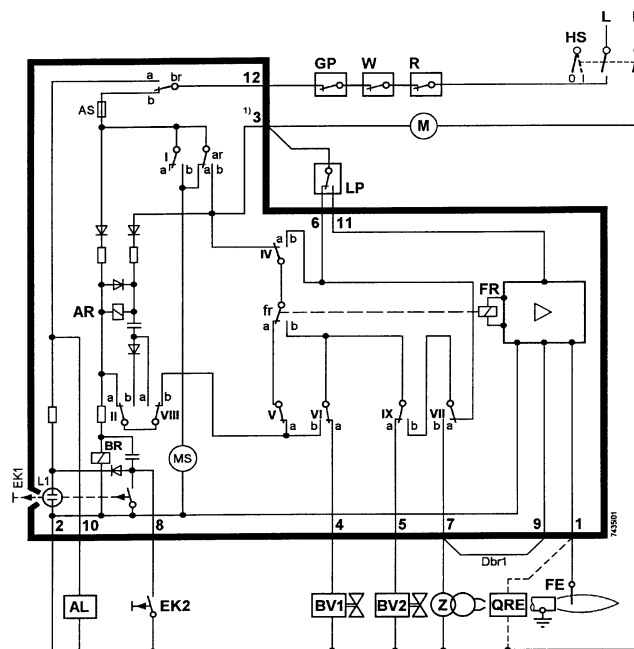 L
HS
GP W R
0
a br 12
b
AS
1) 3
M
I ar
a b a b
LP
6 11
a b
IV
FR
AR
fr
a b
a b a b
II VIII
V VI IX VII
a b a b a b a
BR
MS
EK1
L1
2 10 8 4 5 7 9 1
743501
Dbr1
FE
AL EK2 BV1 BV2 Z QRE